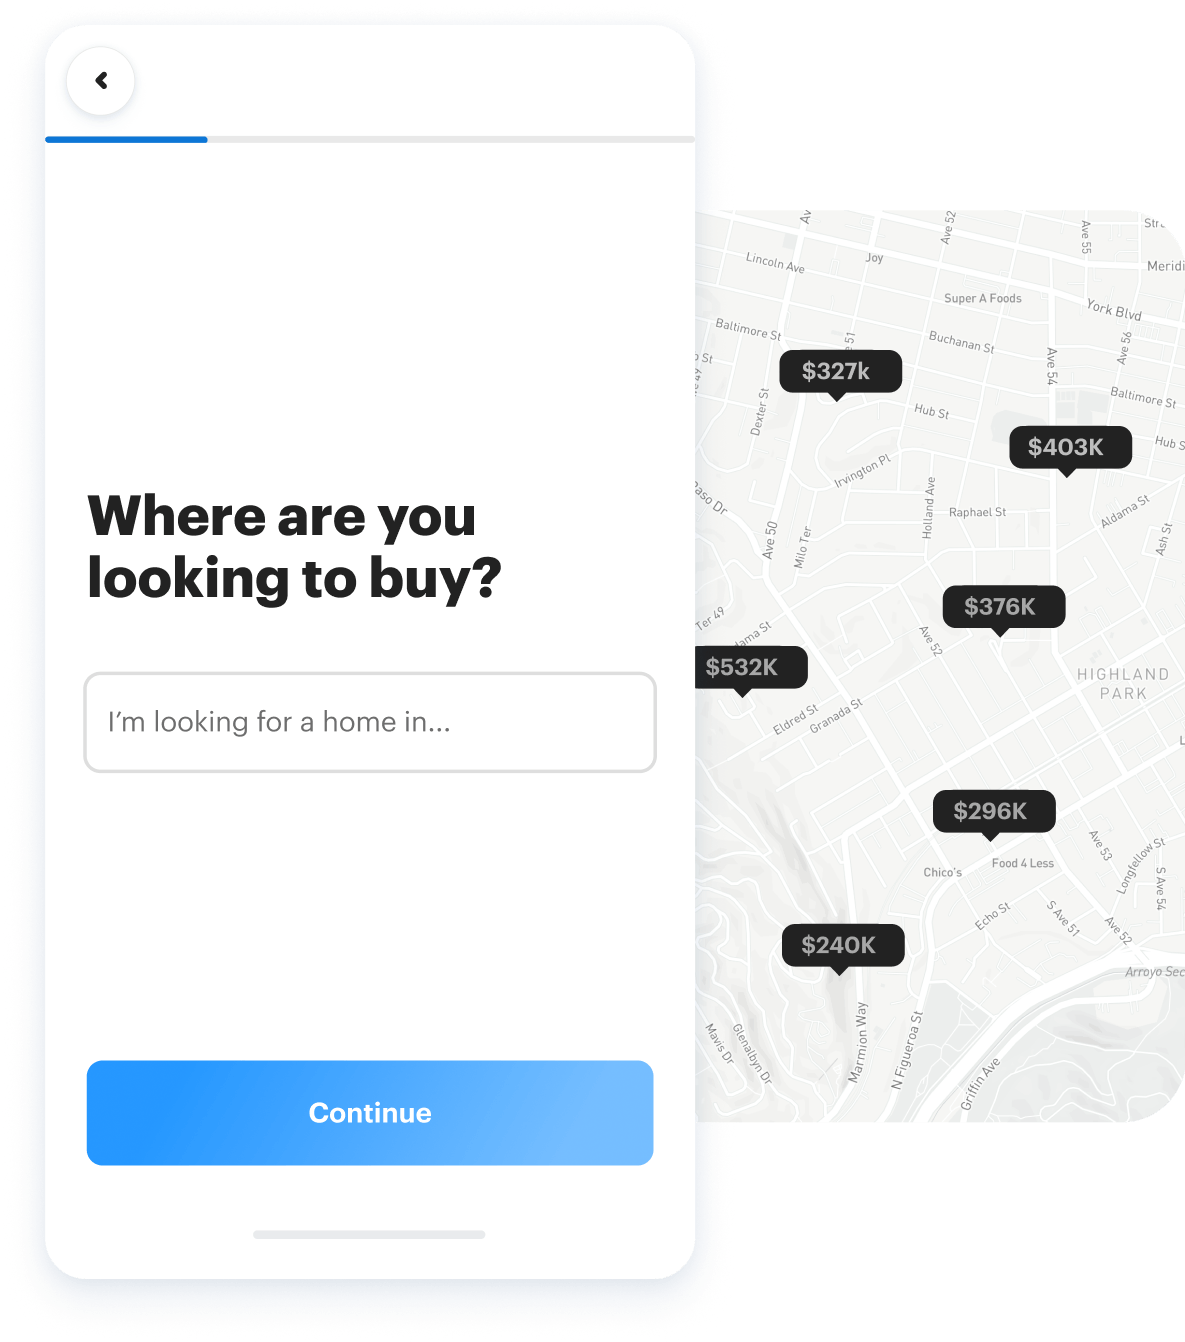 Where are you
looking to buy?
I'm looking for a home in...
Continue
Ave 52
Ave 55
Lincoln Ave
Joy
Super A Foods
York Blvd
Baltimore St
Buchanan St
Ave 56
$327k
Ave 54
Dexter St
Hub St
Baltimore St
$403K
Irvington Pl
Holland Ave
Raphael St
Aldama St
Ave 50
Milo Ter
Ash St
Ter 49
$376K
Ave 52
$532K
HIGHLAND
PARK
Eldred St
Granada St
$296K
Chico's
Food 4 Less
Ave 53
Longfellow St
S Ave 54
Echo St
S Ave 51
Ave 52
$240K
Arroyo Sec
Mavis Dr
Glenalbyn Dr
Marmion Way
N Figueroa St
Griffin Ave